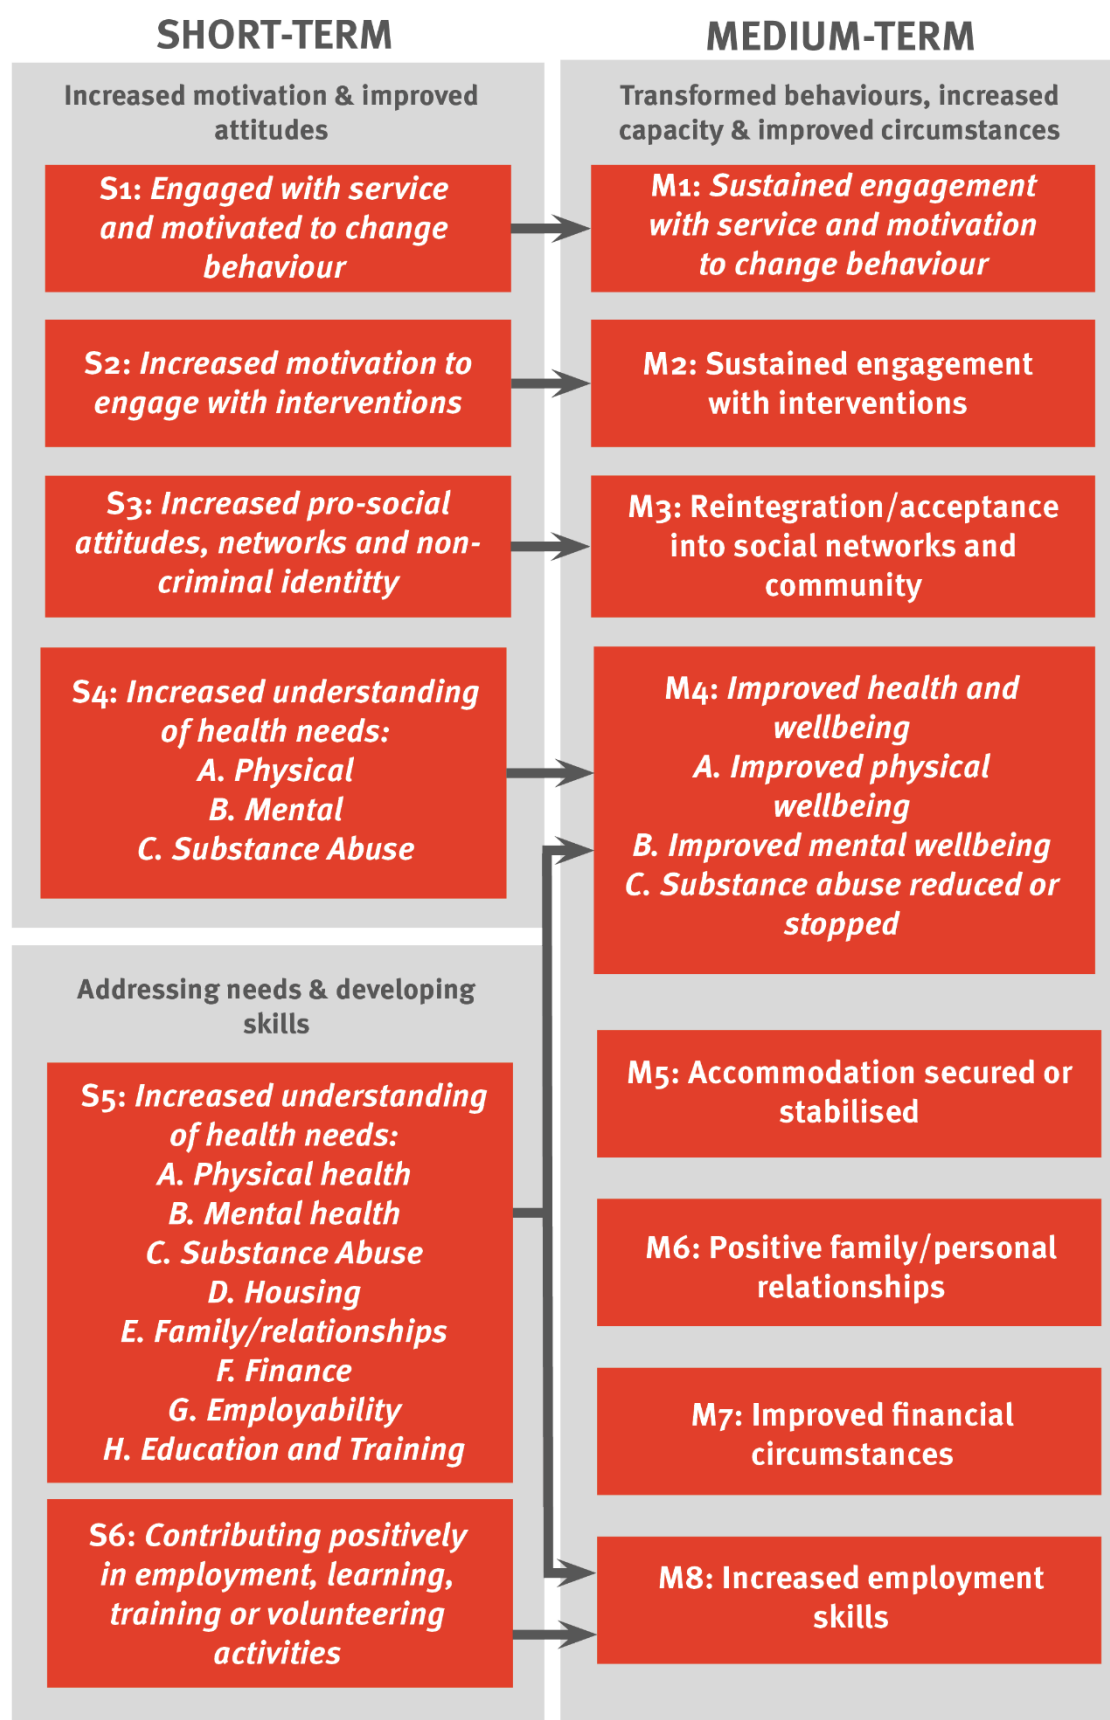 SHORT-TERM
Increased motivation & improved
attitudes
S1: Engaged with service
and motivated to change
behaviour
S2: Increased motivation to
engage with interventions
S3: Increased pro-social
attitudes, networks and non-
criminal identitty
S4: Increased understanding
of health needs:
A. Physical
B. Mental
C. Substance Abuse
Addressing needs & developing
skills
S5: Increased understanding
of health needs:
A. Physical health
B. Mental health
C. Substance Abuse
D. Housing
E. Family/relationships
F. Finance
G. Employability
H. Education and Training
S6: Contributing positively
in employment, learning,
training or volunteering
activities
MEDIUM-TERM
Transformed behaviours, increased
capacity & improved circumstances
M1: Sustained engagement
with service and motivation
to change behaviour
M2: Sustained engagement
with interventions
M3: Reintegration/acceptance
into social networks and
community
M4: Improved health and
wellbeing
A. Improved physical
wellbeing
B. Improved mental wellbeing
C. Substance abuse reduced or
stopped
M5: Accommodation secured or
stabilised
M6: Positive family/personal
relationships
M7: Improved financial
circumstances
M8: Increased employment
skills